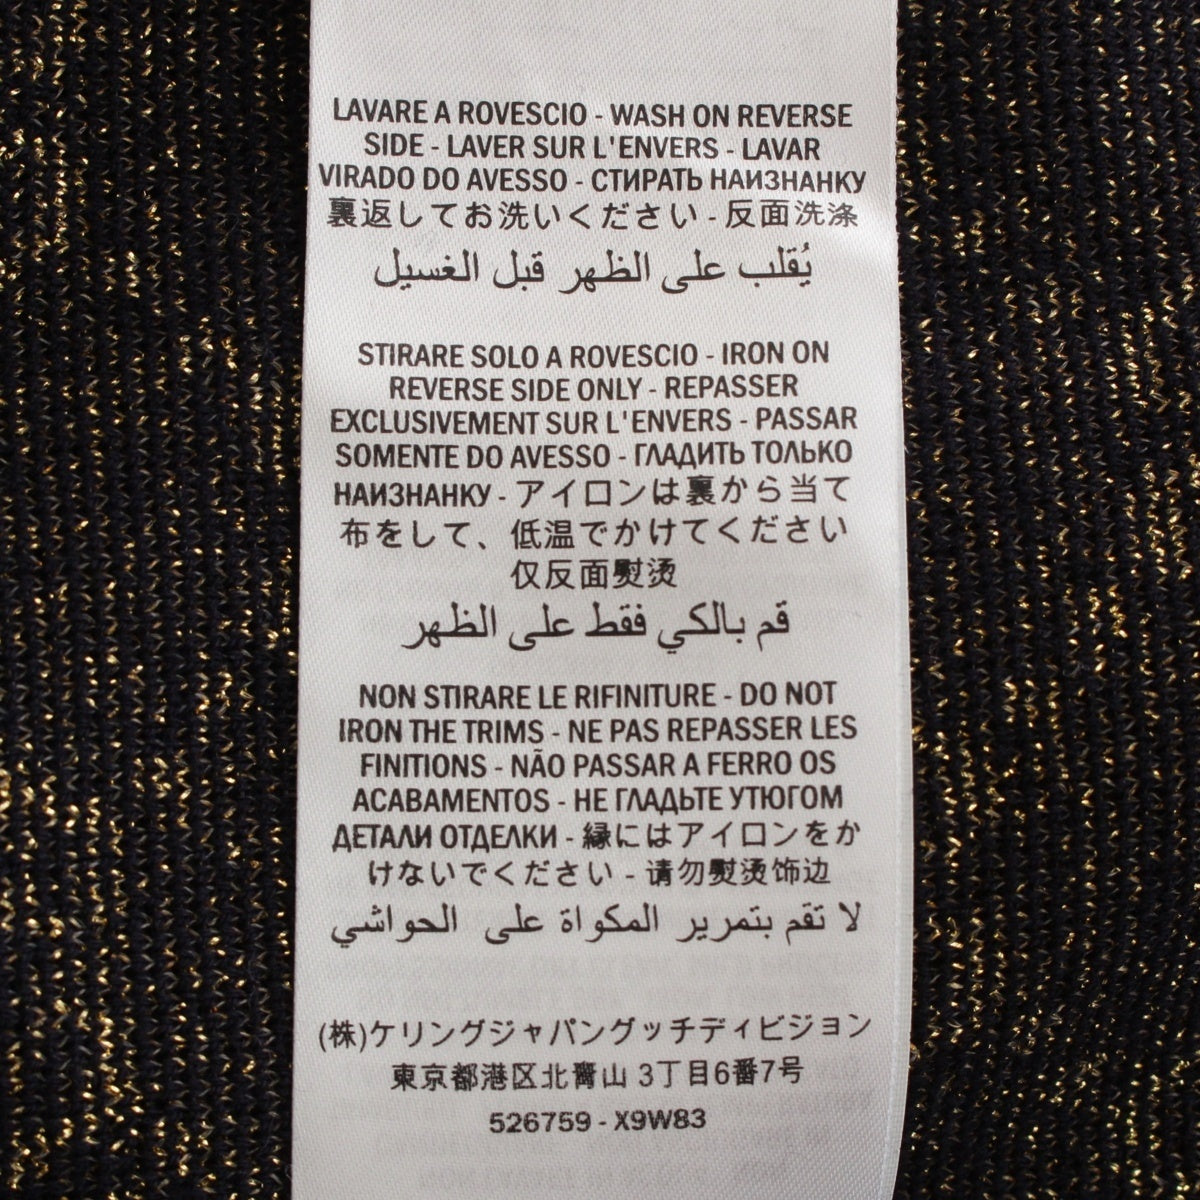 LAVARE A ROVESCIO - WASH ON REVERSE
SIDE - LAVER SUR L'ENVERS - LAVAR
VIRADO DO AVESSO - СТИРАТЬ НАИЗНАНКУ
裏返してお洗いください - 反面洗涤
يُقلب على الظهر قبل الغسيل
STIRARE SOLO A ROVESCIO - IRON ON
REVERSE SIDE ONLY - REPASSER
EXCLUSIVEMENT SUR L'ENVERS - PASSAR
SOMENTE DO AVESSO - ГЛАДИТЬ ТОЛЬКО
НАИЗНАНКУ - アイロンは裏から当て
布をして、低温でかけてください
仅反面熨烫
قم بالكي فقط على الظهر
NON STIRARE LE RIFINITURE - DO NOT
IRON THE TRIMS - NE PAS REPASSER LES
FINITIONS - NÃO PASSAR A FERRO OS
ACABAMENTOS - НЕ ГЛАДЬТЕ УТЮГОМ
ДЕТАЛИ ОТДЕЛКИ - 縁にはアイロンをか
けないでください - 请勿熨烫饰边
لا تقم بتمرير المكواة على الحواشي
(株)ケリングジャパングッチディビジョン
東京都港区北青山 3丁目6番7号
526759 - X9W83